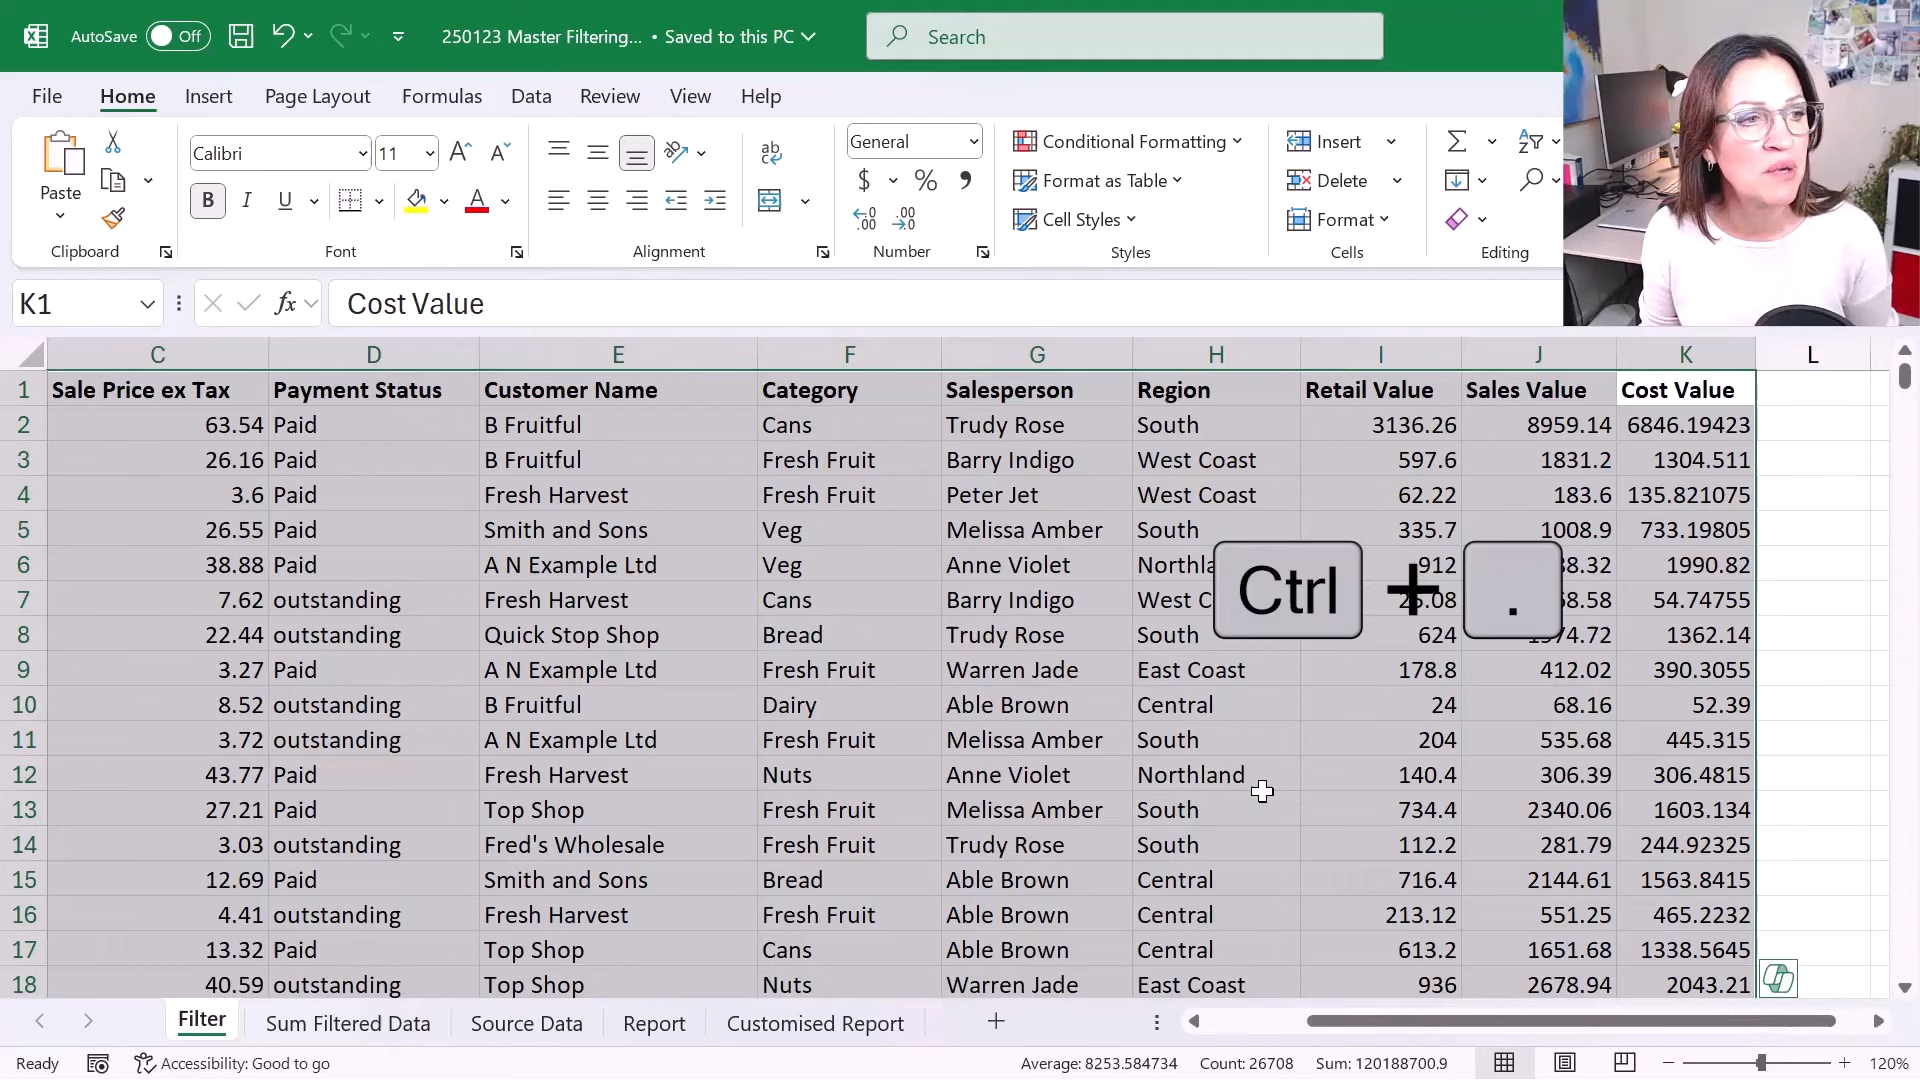 AutoSave Off 250123 Master Filtering... • Saved to this PC Search
File Home Insert Page Layout Formulas Data Review View Help
Paste Calibri 11 General Conditional Formatting Insert
B I U $ % Format as Table Delete
Cell Styles Format
Clipboard Font Alignment Number Styles Cells Editing
K1 fx Cost Value
C D E F G H I J K L
1 Sale Price ex Tax Payment Status Customer Name Category Salesperson Region Retail Value Sales Value Cost Value
2 63.54 Paid B Fruitful Cans Trudy Rose South 3136.26 8959.14 6846.19423
3 26.16 Paid B Fruitful Fresh Fruit Barry Indigo West Coast 597.6 1831.2 1304.511
4 3.6 Paid Fresh Harvest Fresh Fruit Peter Jet West Coast 62.22 183.6 135.821075
5 26.55 Paid Smith and Sons Veg Melissa Amber South 335.7 1008.9 733.19805
6 38.88 Paid A N Example Ltd Veg Anne Violet 912 1990.82
7 7.62 outstanding Fresh Harvest Cans Barry Indigo 54.74755
Ctrl + .
8 22.44 outstanding Quick Stop Shop Bread Trudy Rose South 624 1362.14
9 3.27 Paid A N Example Ltd Fresh Fruit Warren Jade East Coast 178.8 412.02 390.3055
10 8.52 outstanding B Fruitful Dairy Able Brown Central 24 68.16 52.39
11 3.72 outstanding A N Example Ltd Fresh Fruit Melissa Amber South 204 535.68 445.315
12 43.77 Paid Fresh Harvest Nuts Anne Violet Northland 140.4 306.39 306.4815
13 27.21 Paid Top Shop Fresh Fruit Melissa Amber South 734.4 2340.06 1603.134
14 3.03 outstanding Fred's Wholesale Fresh Fruit Trudy Rose South 112.2 281.79 244.92325
15 12.69 Paid Smith and Sons Bread Able Brown Central 716.4 2144.61 1563.8415
16 4.41 outstanding Fresh Harvest Fresh Fruit Able Brown Central 213.12 551.25 465.2232
17 13.32 Paid Top Shop Cans Able Brown Central 613.2 1651.68 1338.5645
18 40.59 outstanding Top Shop Nuts Warren Jade East Coast 936 2678.94 2043.21
Filter Sum Filtered Data Source Data Report Customised Report
Ready Accessibility: Good to go Average: 8253.584734 Count: 26708 Sum: 120188700.9 120%